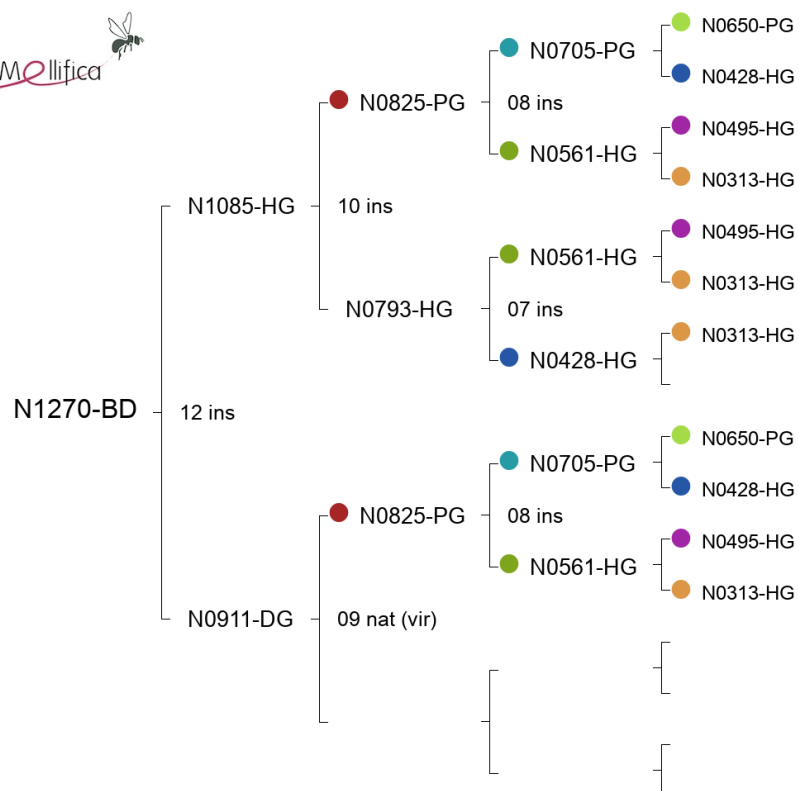 N0650-PG
Mellifica
N0705-PG
N0428-HG
N0825-PG
08 ins
N0495-HG
N0561-HG
N0313-HG
N1085-HG
10 ins
N0495-HG
N0561-HG
N0313-HG
N0793-HG
07 ins
N0313-HG
N0428-HG
N1270-BD
12 ins
N0650-PG
N0705-PG
N0428-HG
N0825-PG
08 ins
N0495-HG
N0561-HG
N0313-HG
N0911-DG
09 nat (vir)